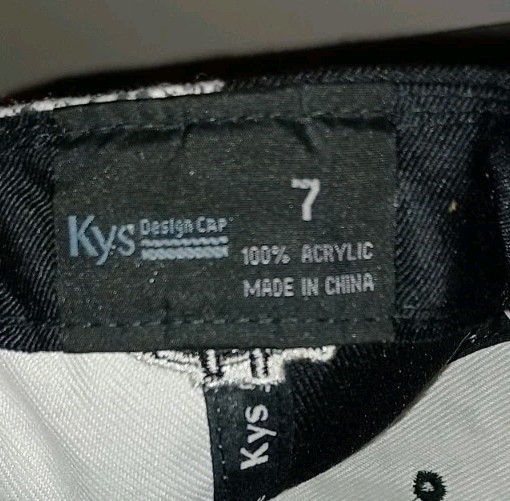 7
Kys Design CAP
100% ACRYLIC
MADE IN CHINA
Kys